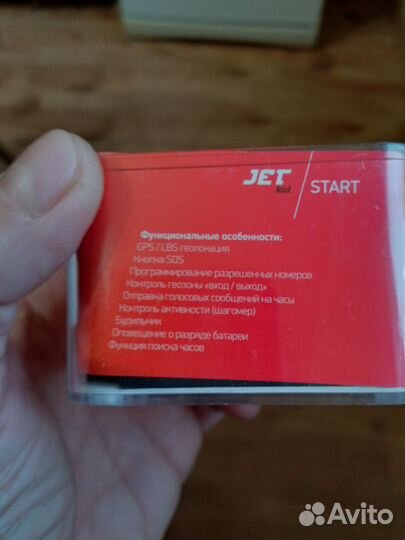 JET
kid
START
Функциональные особенности:
GPS / LBS геолокация
Кнопка SOS
Программирование разрешенных номеров
Контроль геозоны «вход / выход»
Отправка голосовых сообщений на часы
Контроль активности (шагомер)
Будильник
Оповещение о разряде батареи
Функция поиска часов
Avito